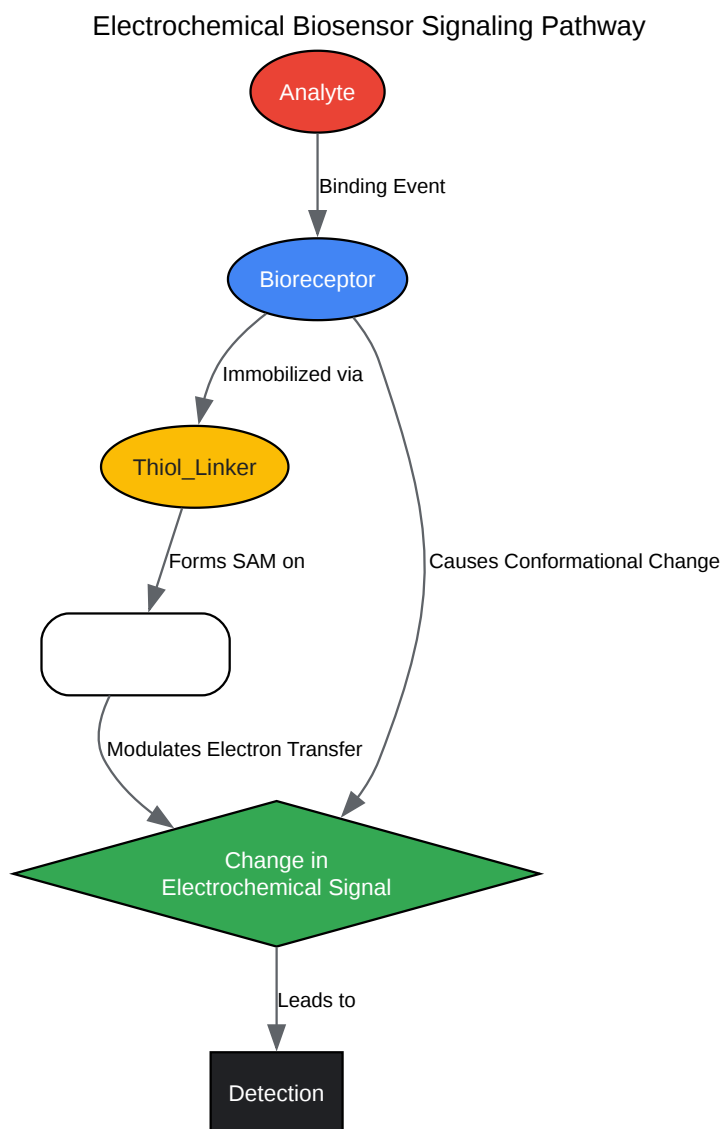 Electrochemical Biosensor Signaling Pathway
Analyte
Binding Event
Bioreceptor
Immobilized via
Thiol_Linker
Forms SAM on
Causes Conformational Change
Modulates Electron Transfer
Change in
Electrochemical Signal
Leads to
Detection